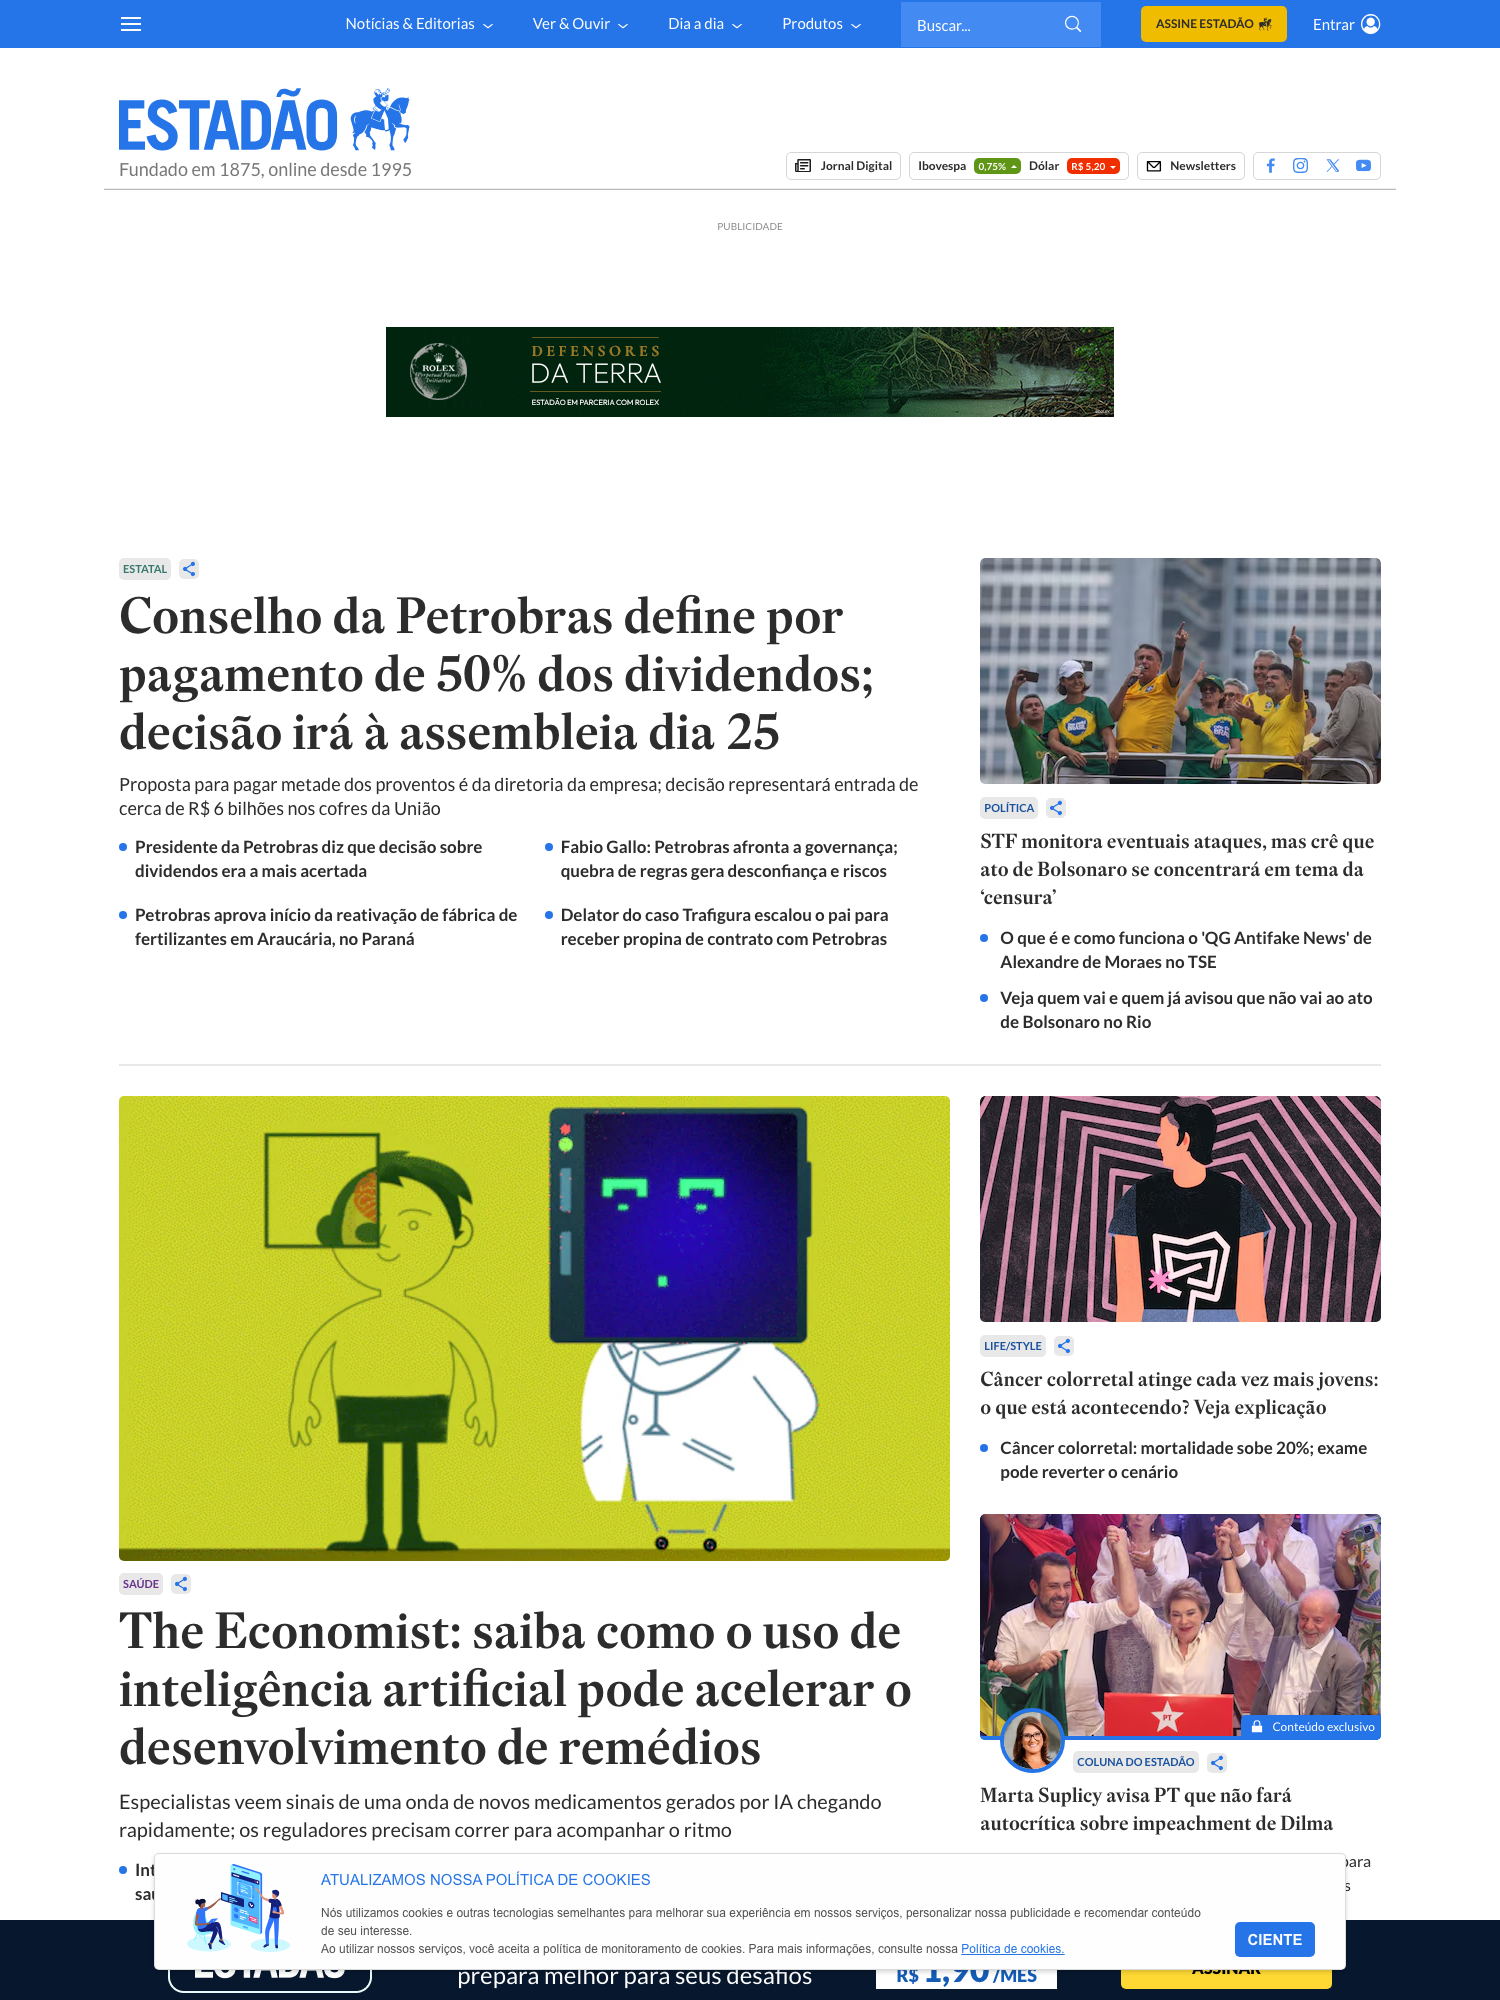 Notícias & Editorias
Ver & Ouvir
Dia a dia
Produtos
Buscar...
ASSINE ESTADÃO
Entrar
ESTADÃO
Fundado em 1875, online desde 1995
Jornal Digital
Ibovespa 0,75% Dólar R$ 5,20
Newsletters
PUBLICIDADE
ROLEX
Perpetual Planet
Initiative
DEFENSORES
DA TERRA
ESTADÃO EM PARCERIA COM ROLEX
ESTATAL
Conselho da Petrobras define por
pagamento de 50% dos dividendos;
decisão irá à assembleia dia 25
Proposta para pagar metade dos proventos é da diretoria da empresa; decisão representará entrada de
cerca de R$ 6 bilhões nos cofres da União
Presidente da Petrobras diz que decisão sobre
dividendos era a mais acertada
Fabio Gallo: Petrobras afronta a governança;
quebra de regras gera desconfiança e riscos
Petrobras aprova início da reativação de fábrica de
fertilizantes em Araucária, no Paraná
Delator do caso Trafigura escalou o pai para
receber propina de contrato com Petrobras
POLÍTICA
STF monitora eventuais ataques, mas crê que
ato de Bolsonaro se concentrará em tema da
‘censura’
O que é e como funciona o 'QG Antifake News' de
Alexandre de Moraes no TSE
Veja quem vai e quem já avisou que não vai ao ato
de Bolsonaro no Rio
SAÚDE
The Economist: saiba como o uso de
inteligência artificial pode acelerar o
desenvolvimento de remédios
Especialistas veem sinais de uma onda de novos medicamentos gerados por IA chegando
rapidamente; os reguladores precisam correr para acompanhar o ritmo
LIFE/STYLE
Câncer colorretal atinge cada vez mais jovens:
o que está acontecendo? Veja explicação
Câncer colorretal: mortalidade sobe 20%; exame
pode reverter o cenário
PT
Conteúdo exclusivo
COLUNA DO ESTADÃO
Marta Suplicy avisa PT que não fará
autocrítica sobre impeachment de Dilma
ATUALIZAMOS NOSSA POLÍTICA DE COOKIES
Nós utilizamos cookies e outras tecnologias semelhantes para melhorar sua experiência em nossos serviços, personalizar nossa publicidade e recomendar conteúdo
de seu interesse.
Ao utilizar nossos serviços, você aceita a política de monitoramento de cookies. Para mais informações, consulte nossa Política de cookies.
CIENTE
ESTADÃO
prepara melhor para seus desafios
R$ 1,90 /MÊS
ASSINAR